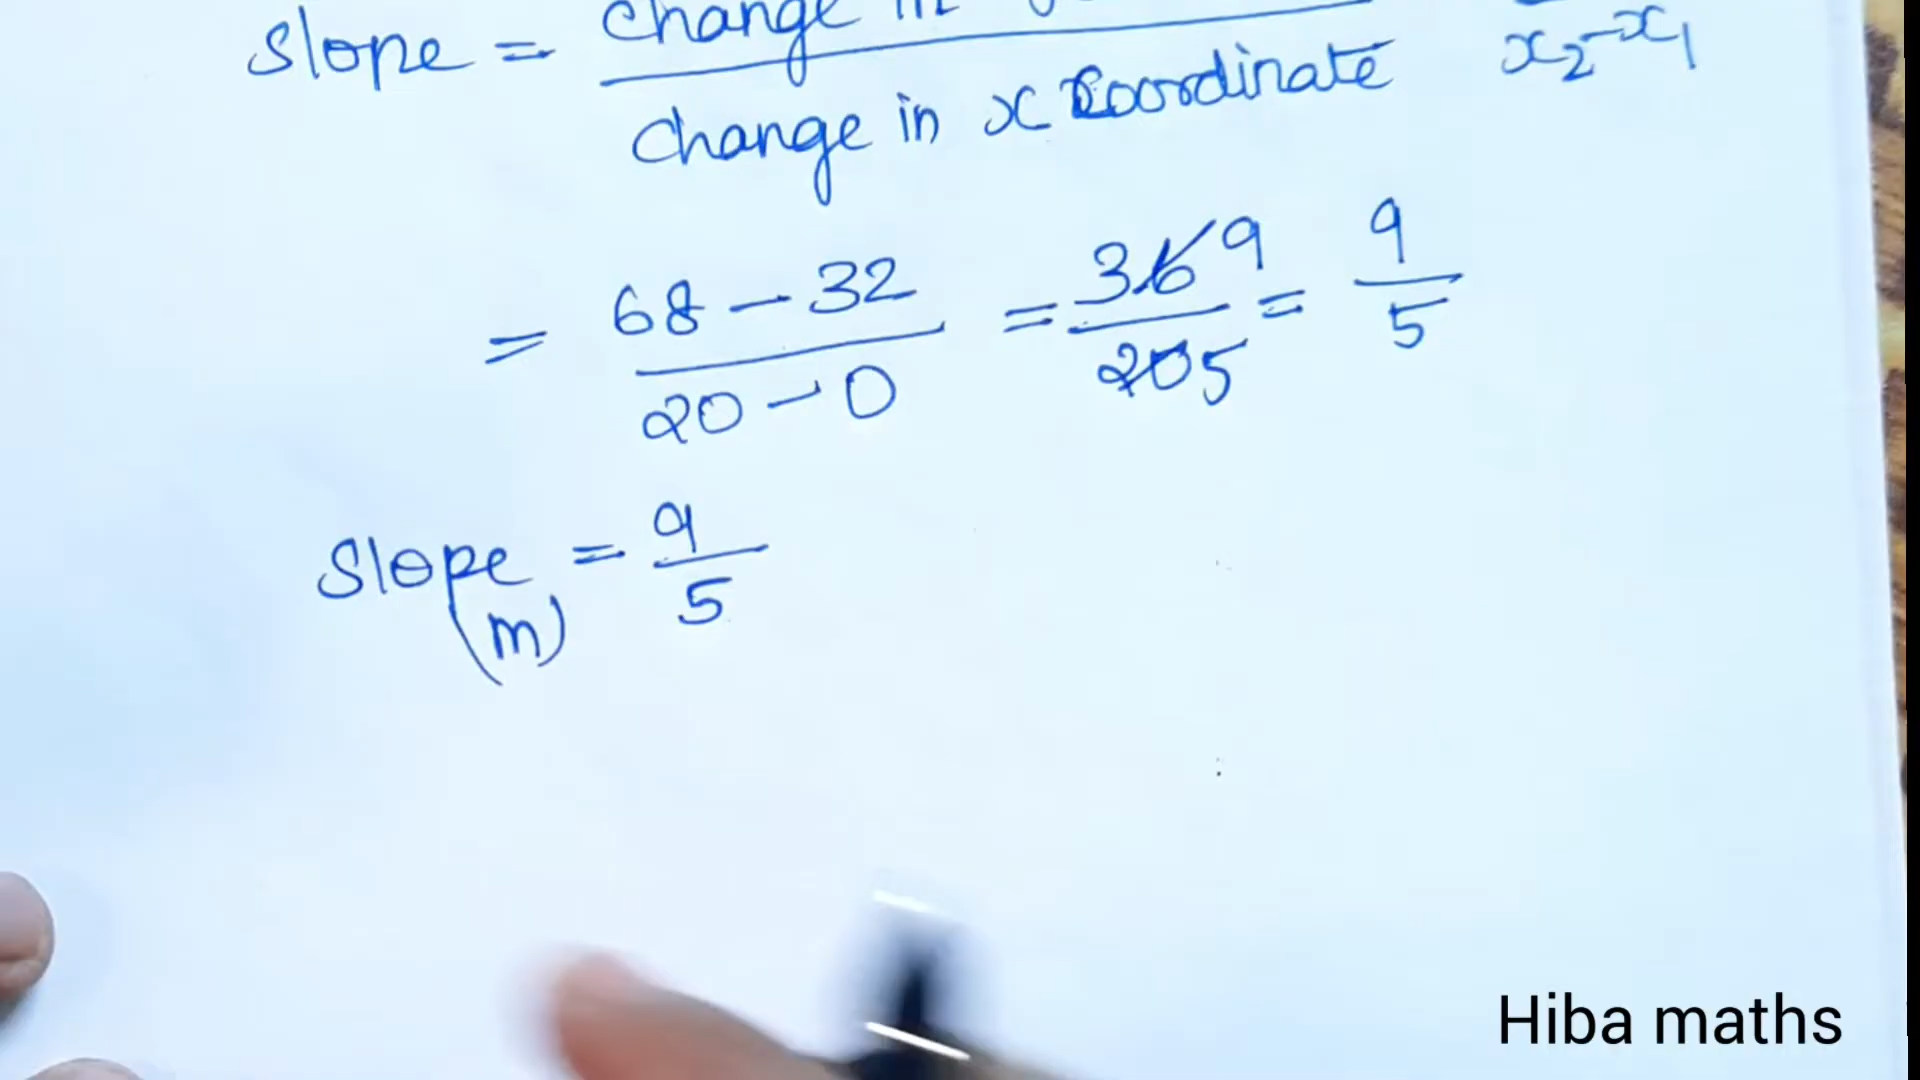 Slope = Change in
Change in x Coordinate x₂-x₁
= 68 - 32 / 20 - 0 = 36 9 / 20 5 = 9 / 5
Slope = 9 / 5
(m)
Hiba maths